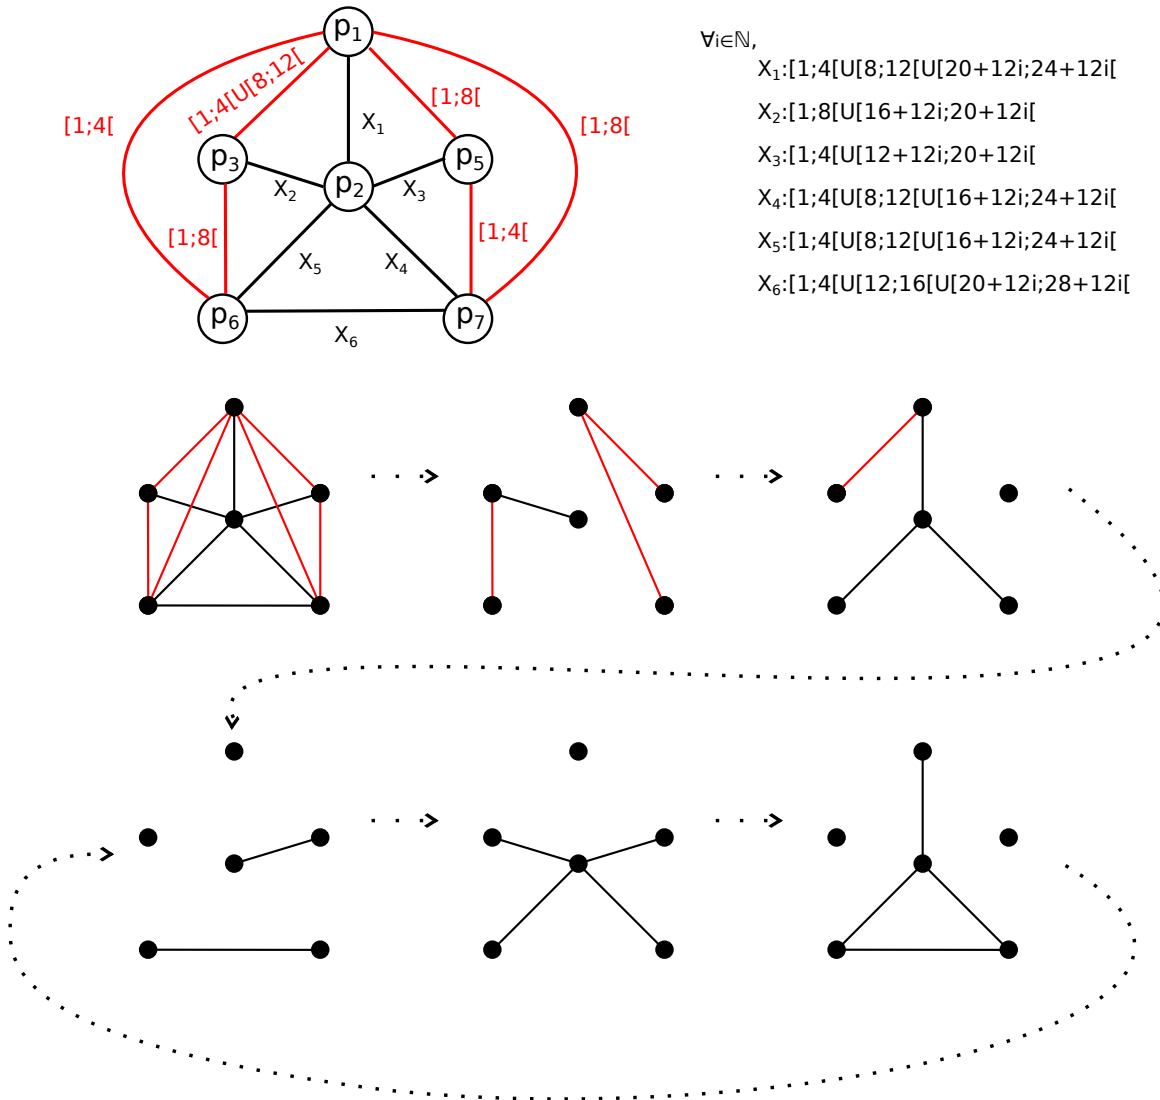 p₁
∀i∈ℕ,
X₁:[1;4[U[8;12[U[20+12i;24+12i[
[1;4[U[8;12[
[1;8[
[1;4[
X₁
[1;8[
X₂:[1;8[U[16+12i;20+12i[
p₃
p₅
X₃:[1;4[U[12+12i;20+12i[
X₂
p₂
X₃
X₄:[1;4[U[8;12[U[16+12i;24+12i[
[1;8[
[1;4[
X₅:[1;4[U[8;12[U[16+12i;24+12i[
X₅
X₄
X₆:[1;4[U[12;16[U[20+12i;28+12i[
p₆
p₇
X₆